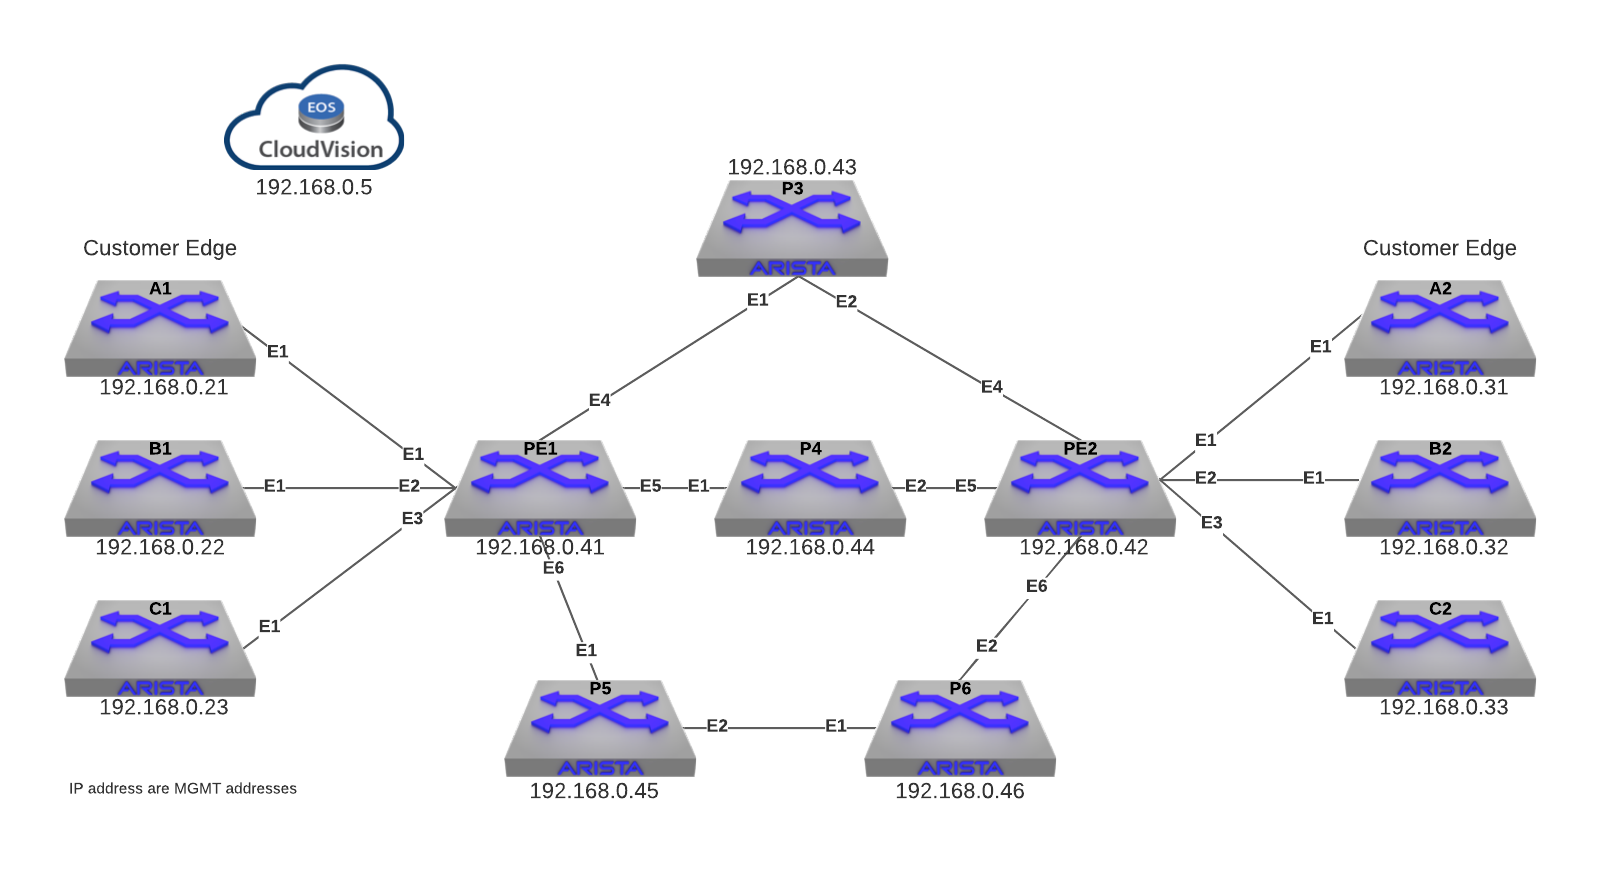 EOS
CloudVision
192.168.0.5
192.168.0.43
P3
ARISTA
E1
E2
E4
E4
Customer Edge
A1
ARISTA
192.168.0.21
E1
E1
B1
ARISTA
192.168.0.22
E1
E2
C1
ARISTA
192.168.0.23
E1
E3
PE1
ARISTA
192.168.0.41
E5
E1
E6
E1
P4
ARISTA
192.168.0.44
E2
E5
PE2
ARISTA
192.168.0.42
E6
E2
P5
ARISTA
192.168.0.45
E2
E1
P6
ARISTA
192.168.0.46
Customer Edge
A2
ARISTA
192.168.0.31
E1
E1
B2
ARISTA
192.168.0.32
E2
E1
C2
ARISTA
192.168.0.33
E3
E1
IP address are MGMT addresses